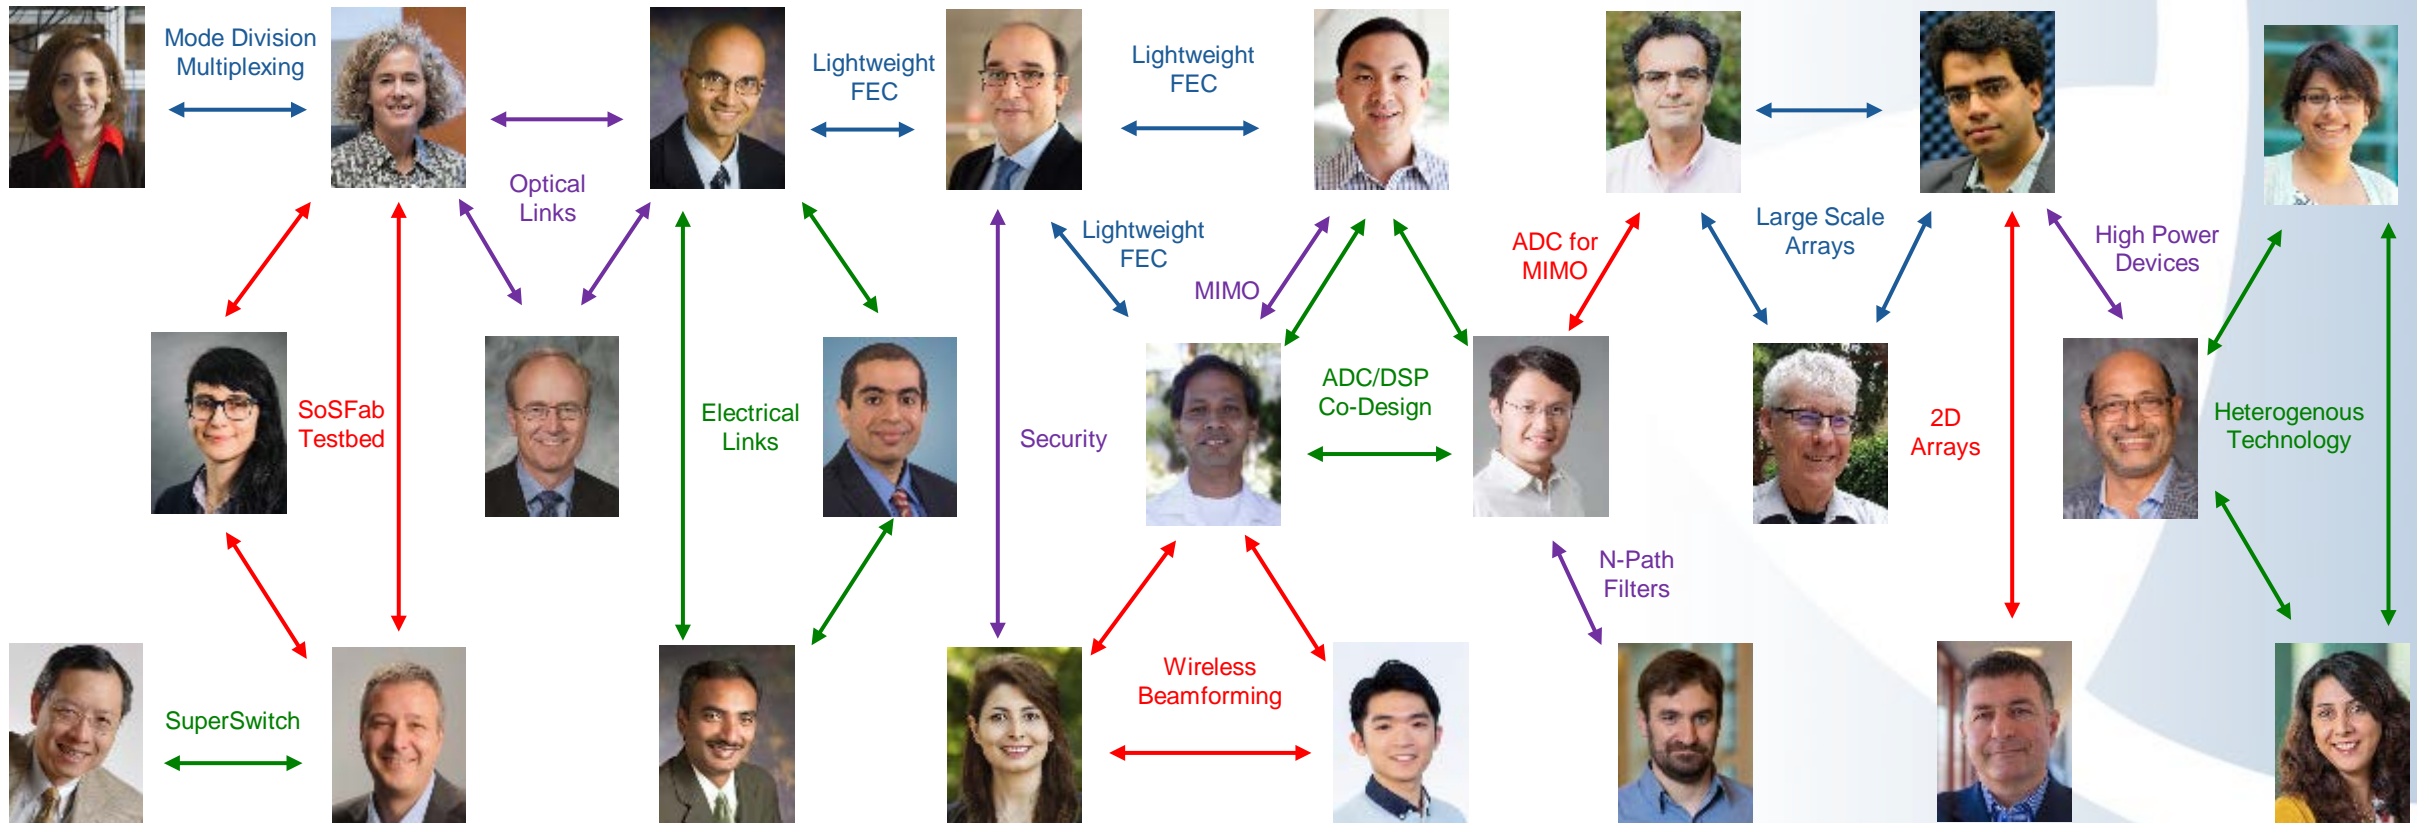 Mode Division
Multiplexing
Lightweight
FEC
Lightweight
FEC
Optical
Links
Lightweight
FEC
MIMO
ADC for
MIMO
Large Scale
Arrays
High Power
Devices
SoSFab
Testbed
Electrical
Links
Security
ADC/DSP
Co-Design
2D
Arrays
Heterogenous
Technology
N-Path
Filters
SuperSwitch
Wireless
Beamforming